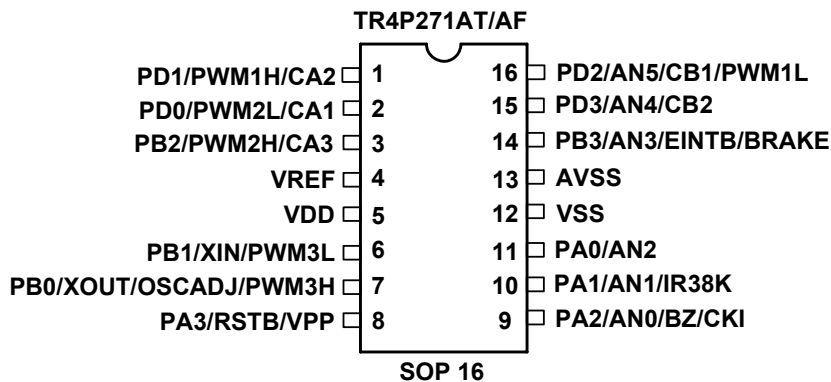 TR4P271AT/AF
PD1/PWM1H/CA2 1 16 PD2/AN5/CB1/PWM1L
PD0/PWM2L/CA1 2 15 PD3/AN4/CB2
PB2/PWM2H/CA3 3 14 PB3/AN3/EINTB/BRAKE
VREF 4 13 AVSS
VDD 5 12 VSS
PB1/XIN/PWM3L 6 11 PA0/AN2
PB0/XOUT/OSCADJ/PWM3H 7 10 PA1/AN1/IR38K
PA3/RSTB/VPP 8 9 PA2/AN0/BZ/CKI
SOP 16